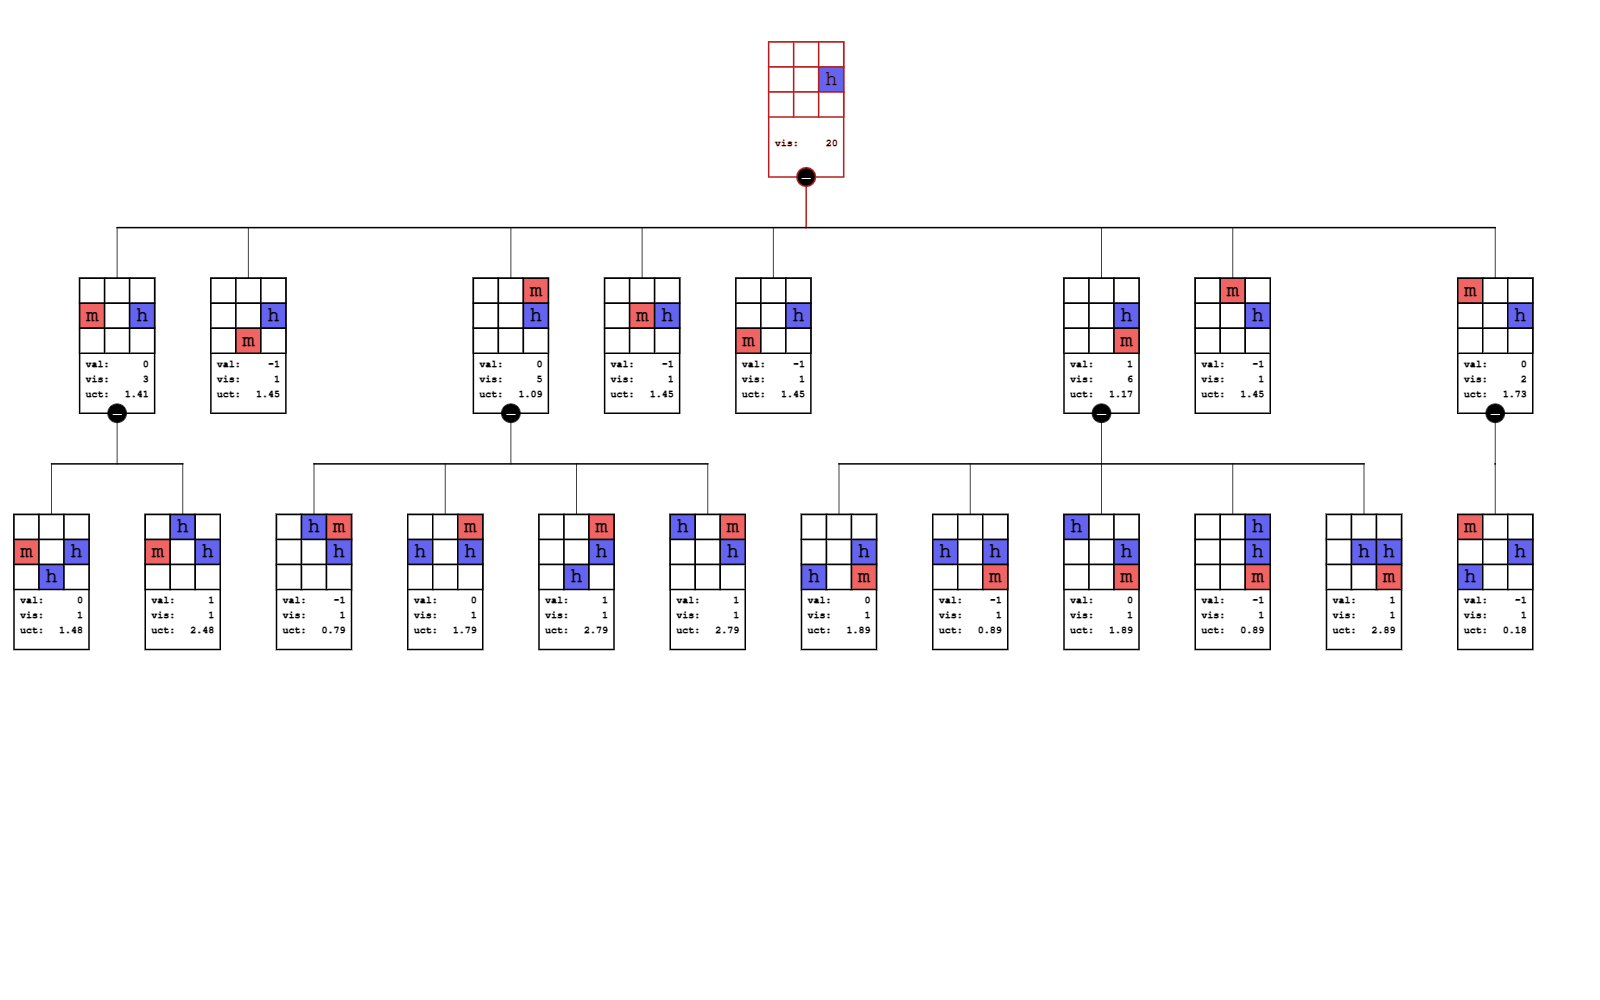 h
vis: 20
m
m
m
m h
h
h
m h
h
h
h
h
m
m
m
val: 0
val: -1
val: 0
val: -1
val: -1
val: 1
val: -1
val: 0
vis: 3
vis: 1
vis: 5
vis: 1
vis: 1
vis: 6
vis: 1
vis: 2
uct: 1.41
uct: 1.45
uct: 1.09
uct: 1.45
uct: 1.45
uct: 1.17
uct: 1.45
uct: 1.73
h
h m
m
m
h m
h
h
m
m h
m h
h
h h
h
h
h
h h
h
h
h h
h
h
h
h m
m
m
m
m
h
val: 0
val: 1
val: -1
val: 0
val: 1
val: 1
val: 0
val: -1
val: 0
val: -1
val: 1
val: -1
vis: 1
vis: 1
vis: 1
vis: 1
vis: 1
vis: 1
vis: 1
vis: 1
vis: 1
vis: 1
vis: 1
vis: 1
uct: 1.48
uct: 2.48
uct: 0.79
uct: 1.79
uct: 2.79
uct: 2.79
uct: 1.89
uct: 0.89
uct: 1.89
uct: 0.89
uct: 2.89
uct: 0.18